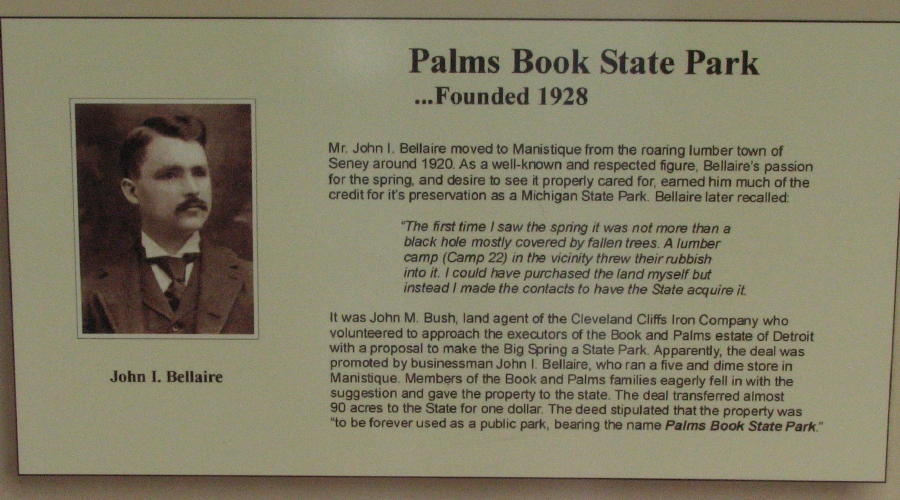 Palms Book State Park
...Founded 1928
Mr. John I. Bellaire moved to Manistique from the roaring lumber town of
Seney around 1920. As a well-known and respected figure, Bellaire's passion
for the spring, and desire to see it properly cared for, earned him much of the
credit for it's preservation as a Michigan State Park. Bellaire later recalled:
"The first time I saw the spring it was not more than a
black hole mostly covered by fallen trees. A lumber
camp (Camp 22) in the vicinity threw their rubbish
into it. I could have purchased the land myself but
instead I made the contacts to have the State acquire it.
It was John M. Bush, land agent of the Cleveland Cliffs Iron Company who
volunteered to approach the executors of the Book and Palms estate of Detroit
with a proposal to make the Big Spring a State Park. Apparently, the deal was
promoted by businessman John I. Bellaire, who ran a five and dime store in
Manistique. Members of the Book and Palms families eagerly fell in with the
suggestion and gave the property to the state. The deal transferred almost
90 acres to the State for one dollar. The deed stipulated that the property was
"to be forever used as a public park, bearing the name Palms Book State Park."
John I. Bellaire